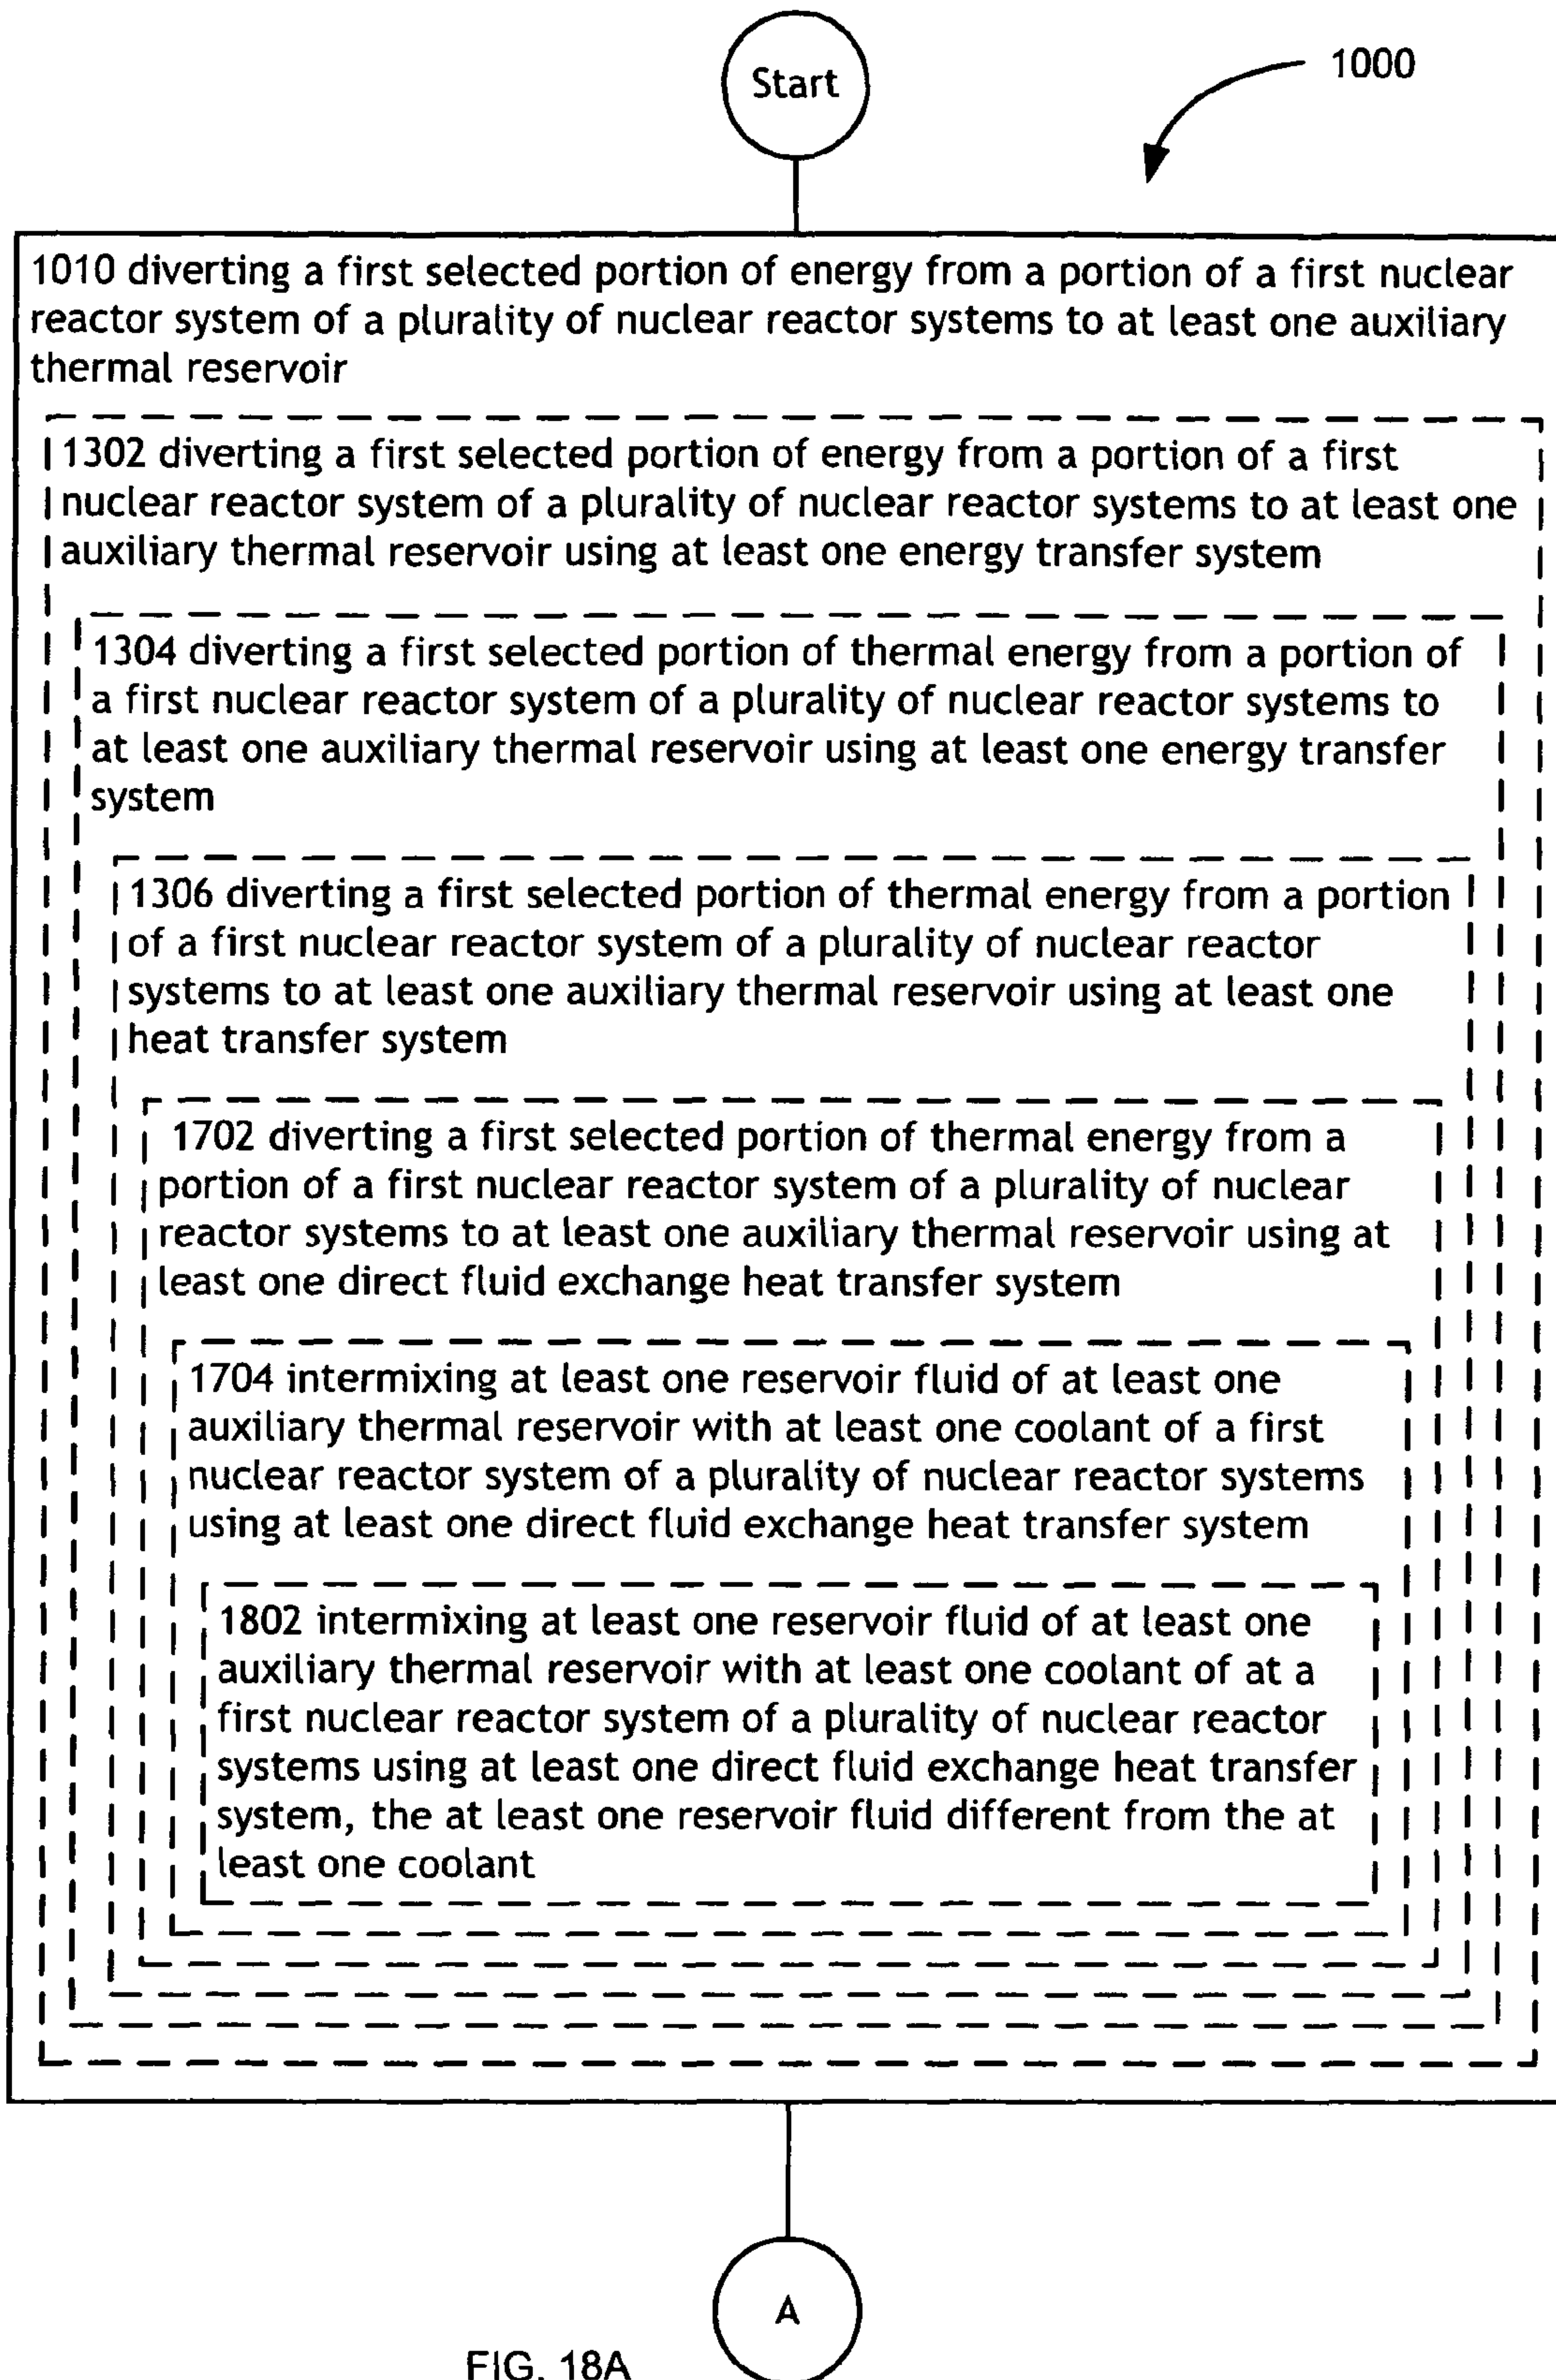 Start
1000
1010 diverting a first selected portion of energy from a portion of a first nuclear
reactor system of a plurality of nuclear reactor systems to at least one auxiliary
thermal reservoir
1302 diverting a first selected portion of energy from a portion of a first
nuclear reactor system of a plurality of nuclear reactor systems to at least one
auxiliary thermal reservoir using at least one energy transfer system
1304 diverting a first selected portion of thermal energy from a portion of
a first nuclear reactor system of a plurality of nuclear reactor systems to
at least one auxiliary thermal reservoir using at least one energy transfer
system
1306 diverting a first selected portion of thermal energy from a portion
of a first nuclear reactor system of a plurality of nuclear reactor
systems to at least one auxiliary thermal reservoir using at least one
heat transfer system
1702 diverting a first selected portion of thermal energy from a
portion of a first nuclear reactor system of a plurality of nuclear
reactor systems to at least one auxiliary thermal reservoir using at
least one direct fluid exchange heat transfer system
1704 intermixing at least one reservoir fluid of at least one
auxiliary thermal reservoir with at least one coolant of a first
nuclear reactor system of a plurality of nuclear reactor systems
using at least one direct fluid exchange heat transfer system
1802 intermixing at least one reservoir fluid of at least one
auxiliary thermal reservoir with at least one coolant of at a
first nuclear reactor system of a plurality of nuclear reactor
systems using at least one direct fluid exchange heat transfer
system, the at least one reservoir fluid different from the at
least one coolant
A
FIG. 18A